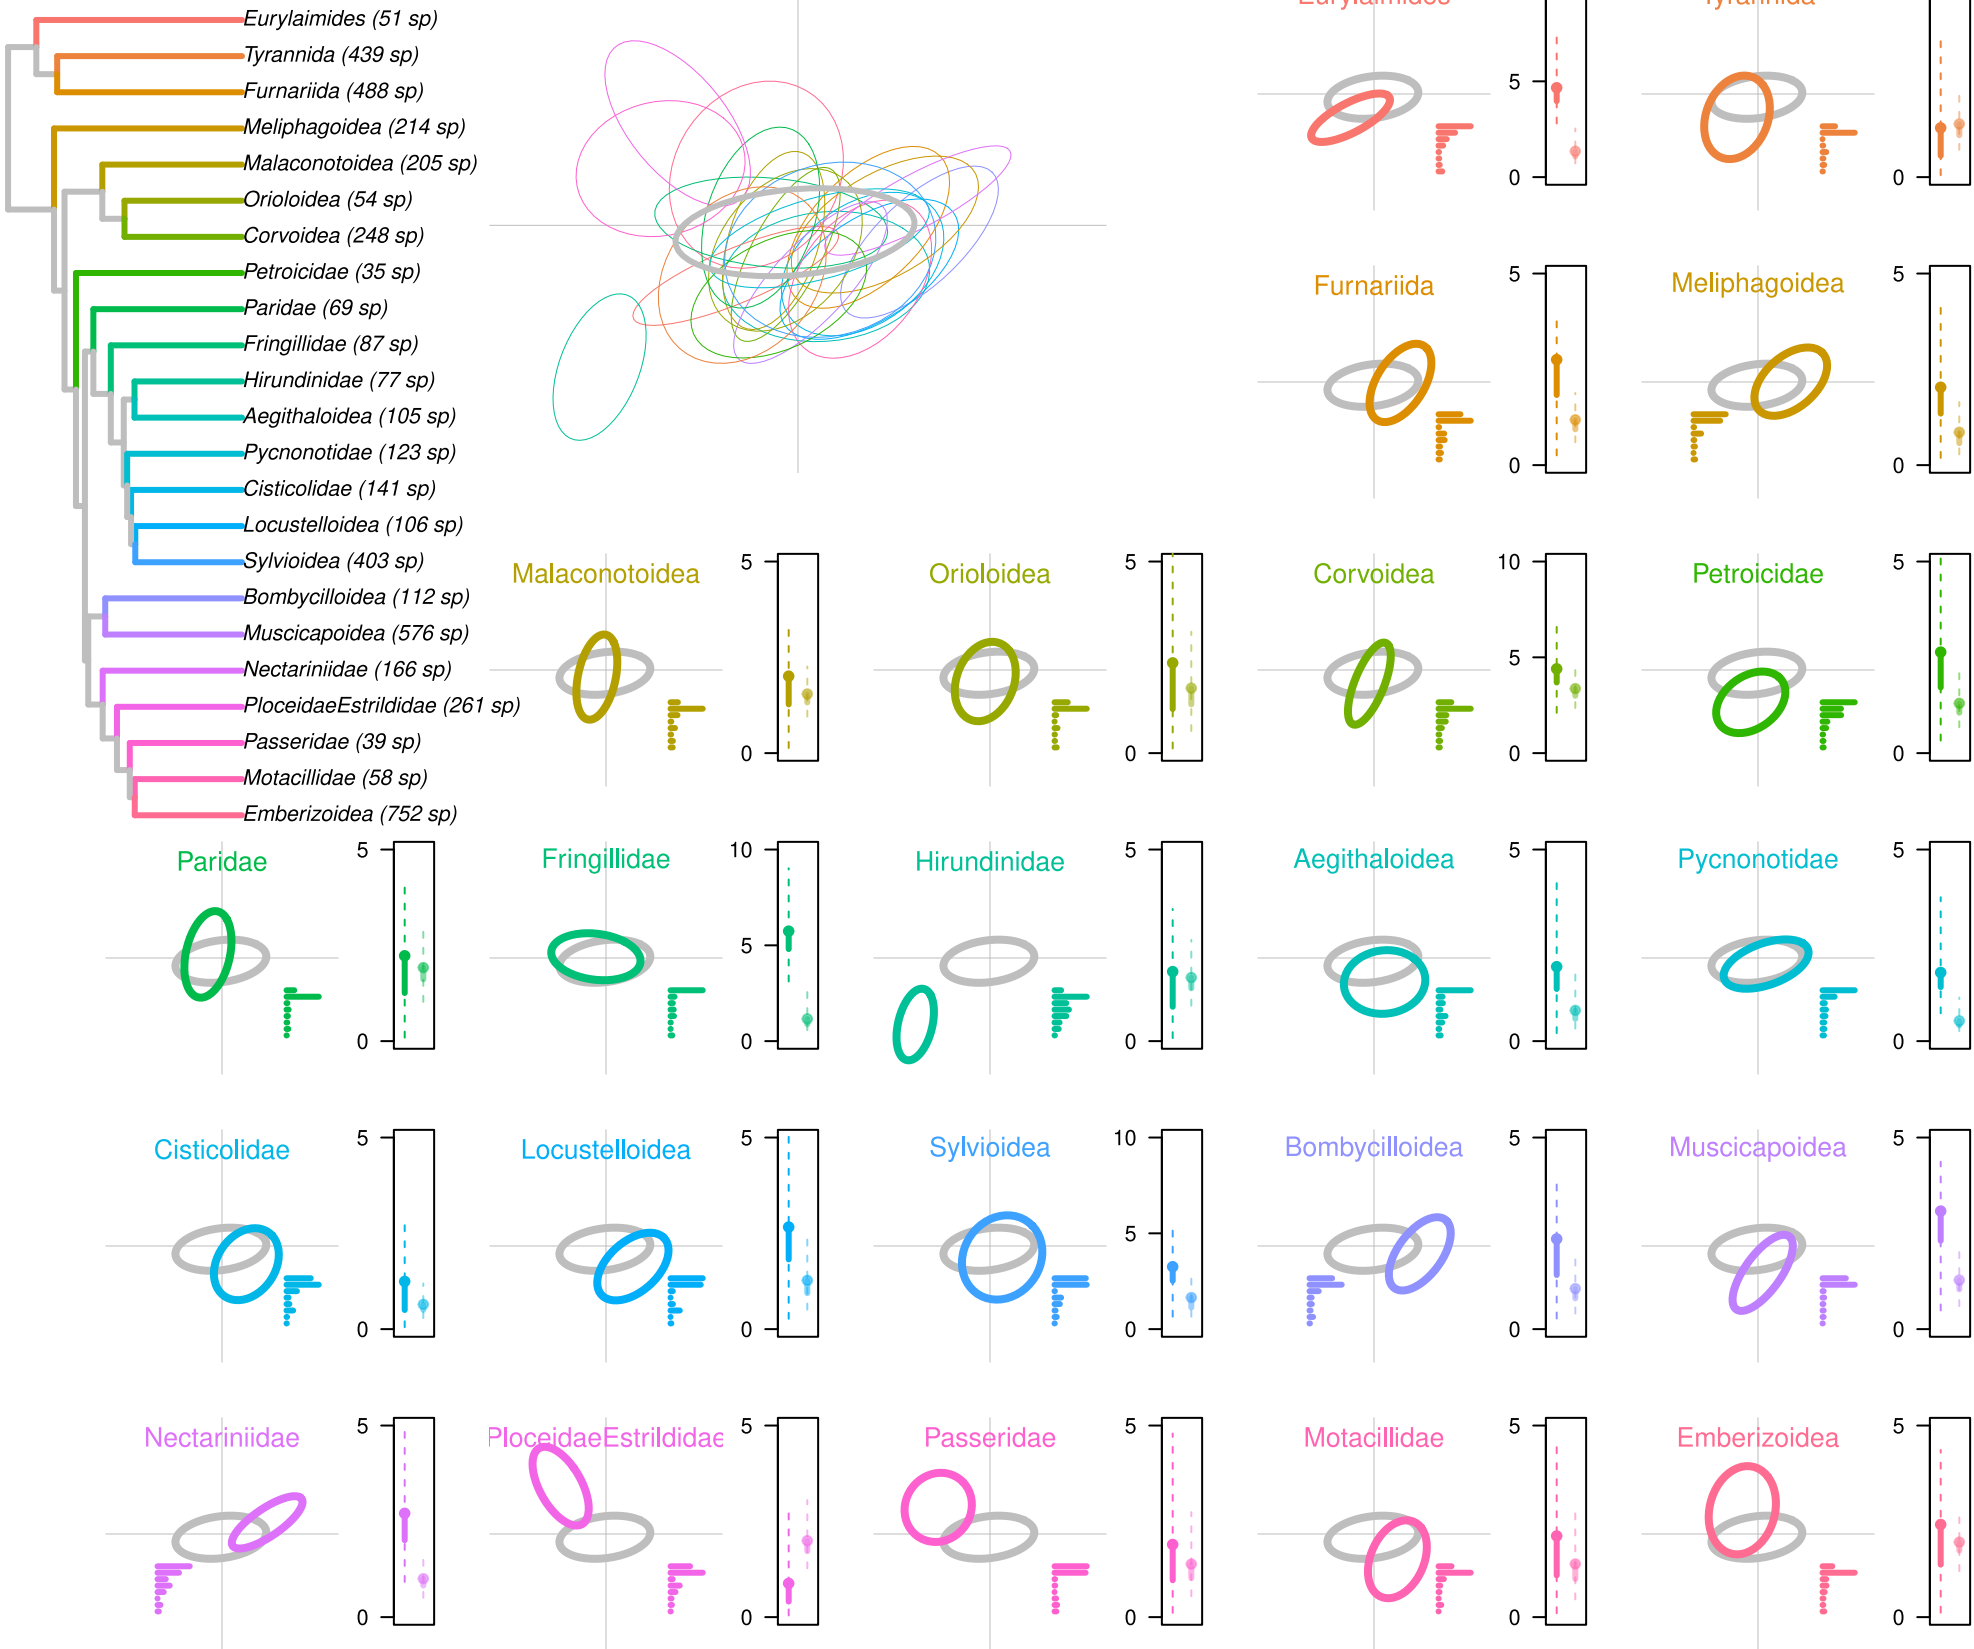 Eurylaimides (51 sp)
Tyrannida (439 sp)
Furnariida (488 sp)
Meliphagoidea (214 sp)
Malaconotoidea (205 sp)
Orioloidea (54 sp)
Corvoidea (248 sp)
Petroicidae (35 sp)
Paridae (69 sp)
Fringillidae (87 sp)
Hirundinidae (77 sp)
Aegithaloidea (105 sp)
Pycnonotidae (123 sp)
Cisticolidae (141 sp)
Locustelloidea (106 sp)
Sylvioidea (403 sp)
Bombycilloidea (112 sp)
Muscicapoidea (576 sp)
Nectariniidae (166 sp)
PloceidaeEstrildidae (261 sp)
Passeridae (39 sp)
Motacillidae (58 sp)
Emberizoidea (752 sp)
Eurylaimides
5
0
Tyrannida
0
Furnariida
5
0
Meliphagoidea
5
0
Malaconotoidea
5
0
Orioloidea
5
0
Corvoidea
10
5
0
Petroicidae
5
0
Paridae
5
0
Fringillidae
10
5
0
Hirundinidae
5
0
Aegithaloidea
5
0
Pycnonotidae
5
0
Cisticolidae
5
0
Locustelloidea
5
0
Sylvioidea
10
5
0
Bombycilloidea
5
0
Muscicapoidea
5
0
Nectariniidae
5
0
PloceidaeEstrildidae
5
0
Passeridae
5
0
Motacillidae
5
0
Emberizoidea
5
0